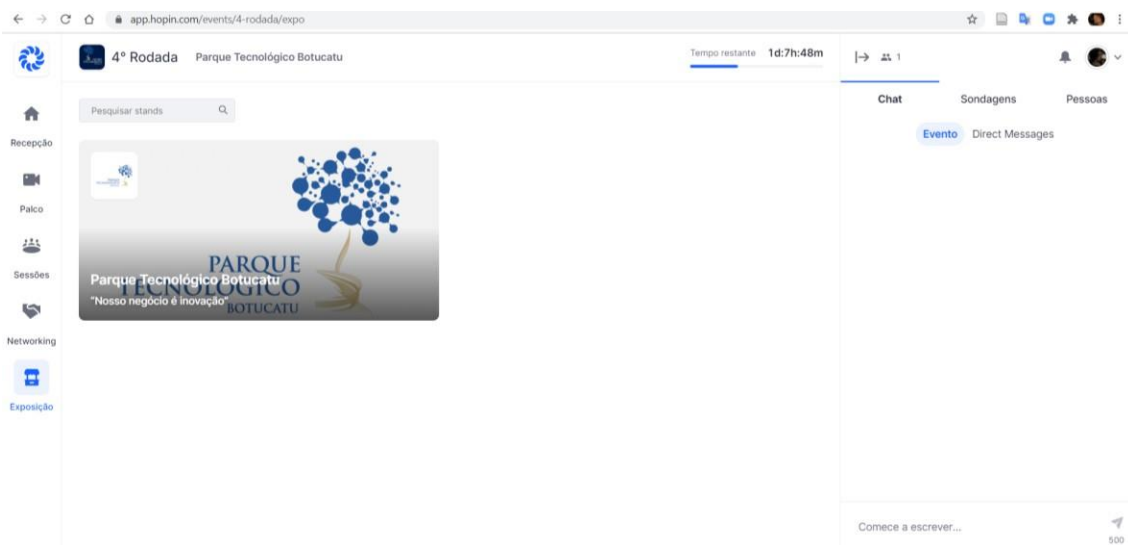 app.hopin.com/events/4-rodada/expo
4º Rodada Parque Tecnológico Botucatu
Tempo restante 1d:7h:48m
1
Recepção
Palco
Sessões
Networking
Exposição
Pesquisar stands
PARQUE
TECNOLÓGICO
BOTUCATU
Parque Tecnológico Botucatu
"Nosso negócio é inovação"
Chat Sondagens Pessoas
Evento Direct Messages
Comece a escrever...
500